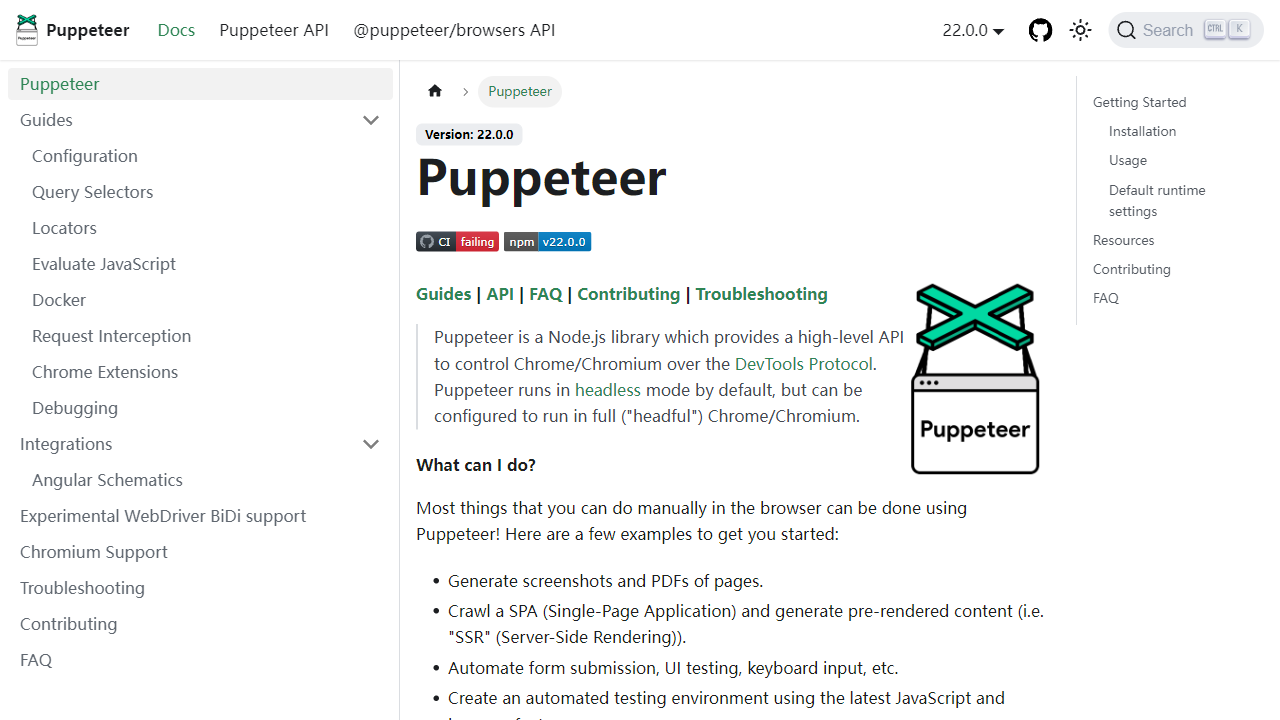 Puppeteer
Docs
Puppeteer API
@puppeteer/browsers API
22.0.0
Search
CTRL
K
Puppeteer
Guides
Configuration
Query Selectors
Locators
Evaluate JavaScript
Docker
Request Interception
Chrome Extensions
Debugging
Integrations
Angular Schematics
Experimental WebDriver BiDi support
Chromium Support
Troubleshooting
Contributing
FAQ
Puppeteer
Version: 22.0.0
Puppeteer
CI failing
npm v22.0.0
Guides | API | FAQ | Contributing | Troubleshooting
Puppeteer is a Node.js library which provides a high-level API
to control Chrome/Chromium over the DevTools Protocol.
Puppeteer runs in headless mode by default, but can be
configured to run in full ("headful") Chrome/Chromium.
Puppeteer
What can I do?
Most things that you can do manually in the browser can be done using
Puppeteer! Here are a few examples to get you started:
• Generate screenshots and PDFs of pages.
• Crawl a SPA (Single-Page Application) and generate pre-rendered content (i.e.
"SSR" (Server-Side Rendering)).
• Automate form submission, UI testing, keyboard input, etc.
• Create an automated testing environment using the latest JavaScript and
Getting Started
Installation
Usage
Default runtime
settings
Resources
Contributing
FAQ